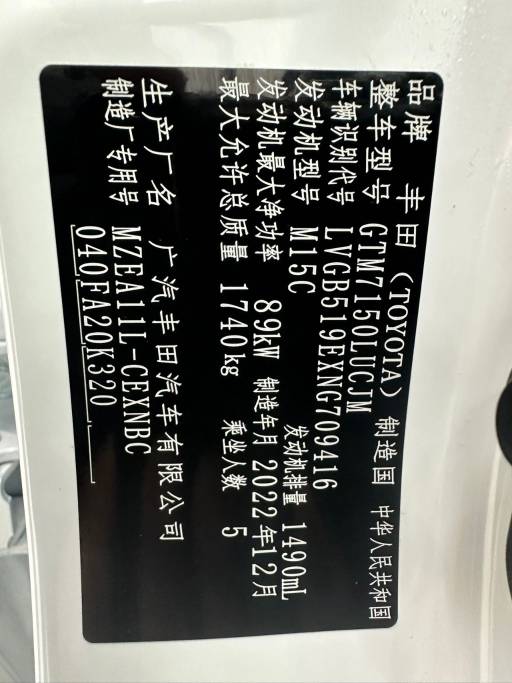 品牌 丰田(TOYOTA) 制造国 中华人民共和国
整车型号 GTM7150LUCJM
车辆识别代号 LVGB519EXNG709416
发动机型号 M15C 发动机排量 1490mL
发动机最大净功率 89kW 制造年月 2022年12月
最大允许总质量 1740kg 乘坐人数 5
生产厂名 广汽丰田汽车有限公司
制造厂专用号 MZEA11L-CEXNBC
040FA20K320